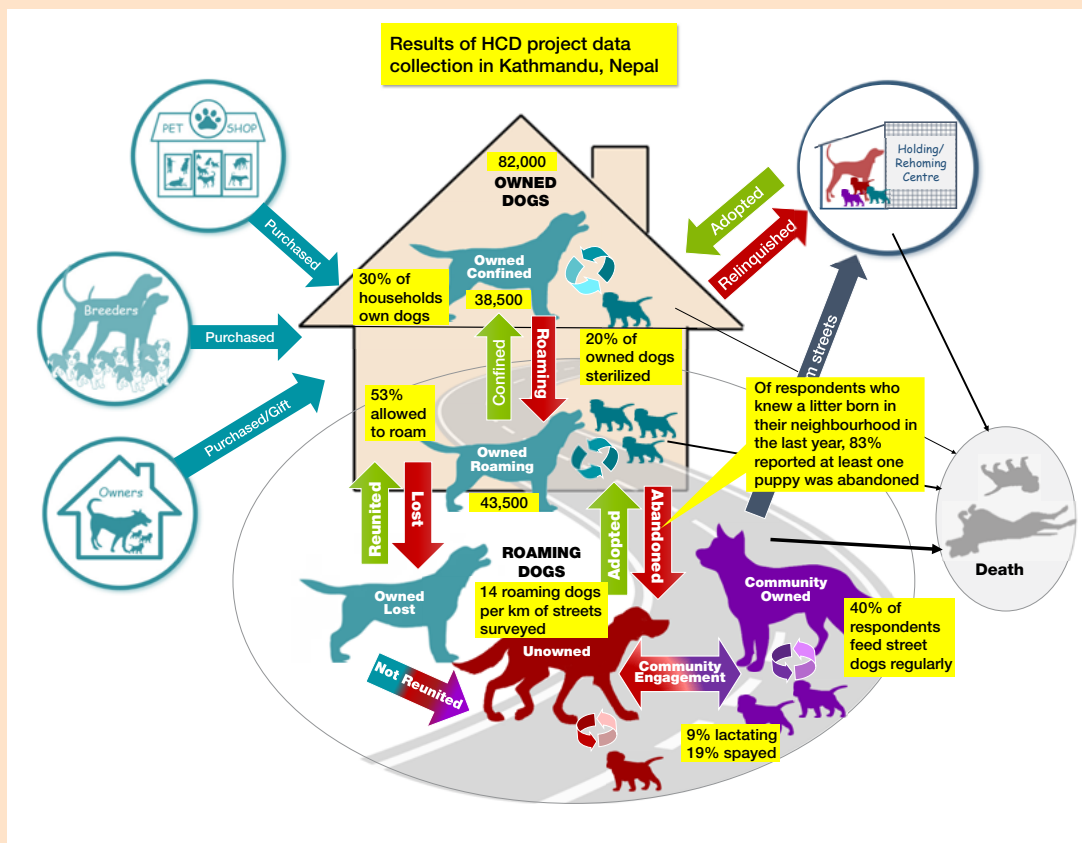 Results of HCD project data
collection in Kathmandu, Nepal
PET SHOP
Purchased
Breeders
Purchased
Owners
Purchased/Gift
82,000
OWNED
DOGS
Owned
Confined
38,500
30% of
households
own dogs
Confined
Roaming
20% of
owned dogs
sterilized
53%
allowed
to roam
Owned
Roaming
43,500
Adopted
Relinquished
Holding/
Rehoming
Centre
streets
Of respondents who
knew a litter born in
their neighbourhood in
the last year, 83%
reported at least one
puppy was abandoned
Death
Reunited
Lost
Adopted
Abandoned
ROAMING
DOGS
14 roaming dogs
per km of streets
surveyed
Owned
Lost
Not Reunited
Unowned
Community
Engagement
Community
Owned
40% of
respondents
feed street
dogs regularly
9% lactating
19% spayed